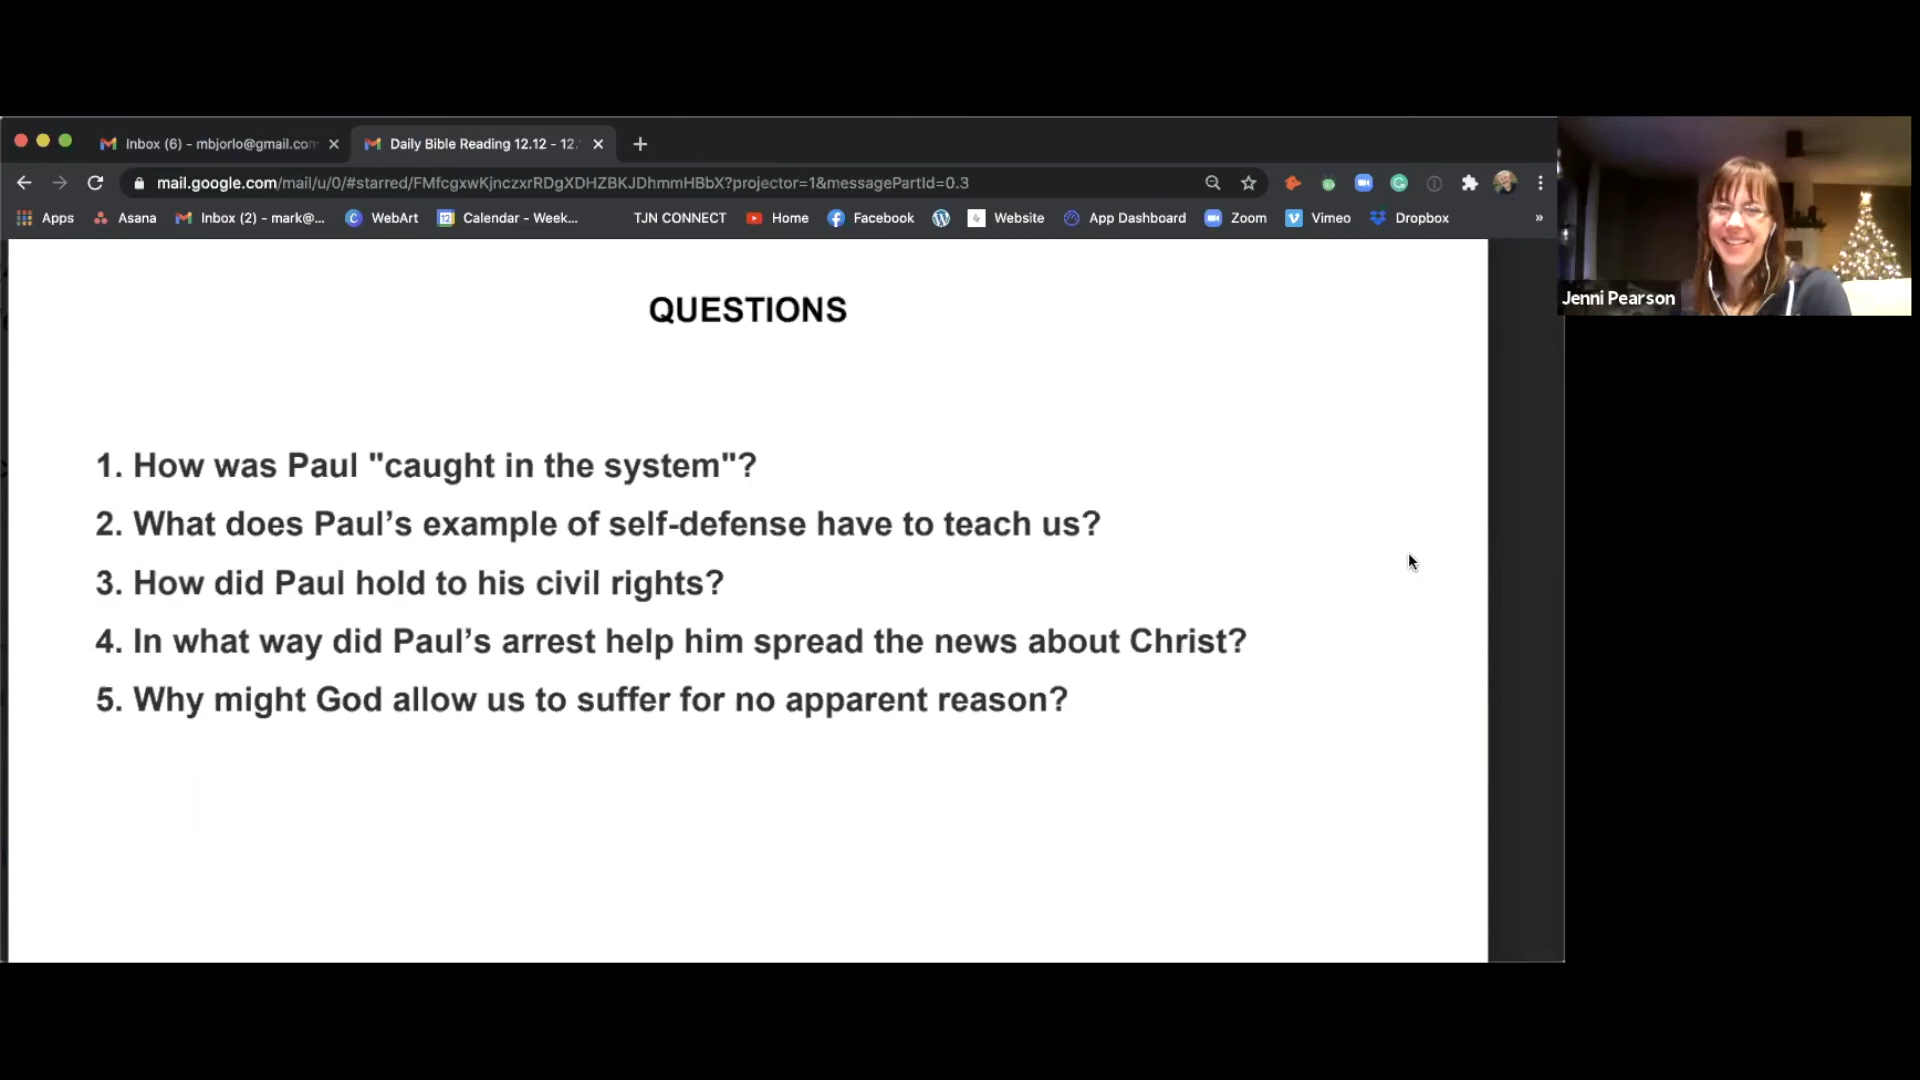 Inbox (6) - mbjorlo@gmail.com
Daily Bible Reading 12.12 - 12.
mail.google.com/mail/u/0/#starred/FMfcgxwKjnczxrRDgXDHZBKJDhmmHBbX?projector=1&messagePartId=0.3
Apps Asana Inbox (2) - mark@... WebArt Calendar - Week... TJN CONNECT Home Facebook Website App Dashboard Zoom Vimeo Dropbox »
Jenni Pearson
QUESTIONS
1. How was Paul "caught in the system"?
2. What does Paul’s example of self-defense have to teach us?
3. How did Paul hold to his civil rights?
4. In what way did Paul’s arrest help him spread the news about Christ?
5. Why might God allow us to suffer for no apparent reason?